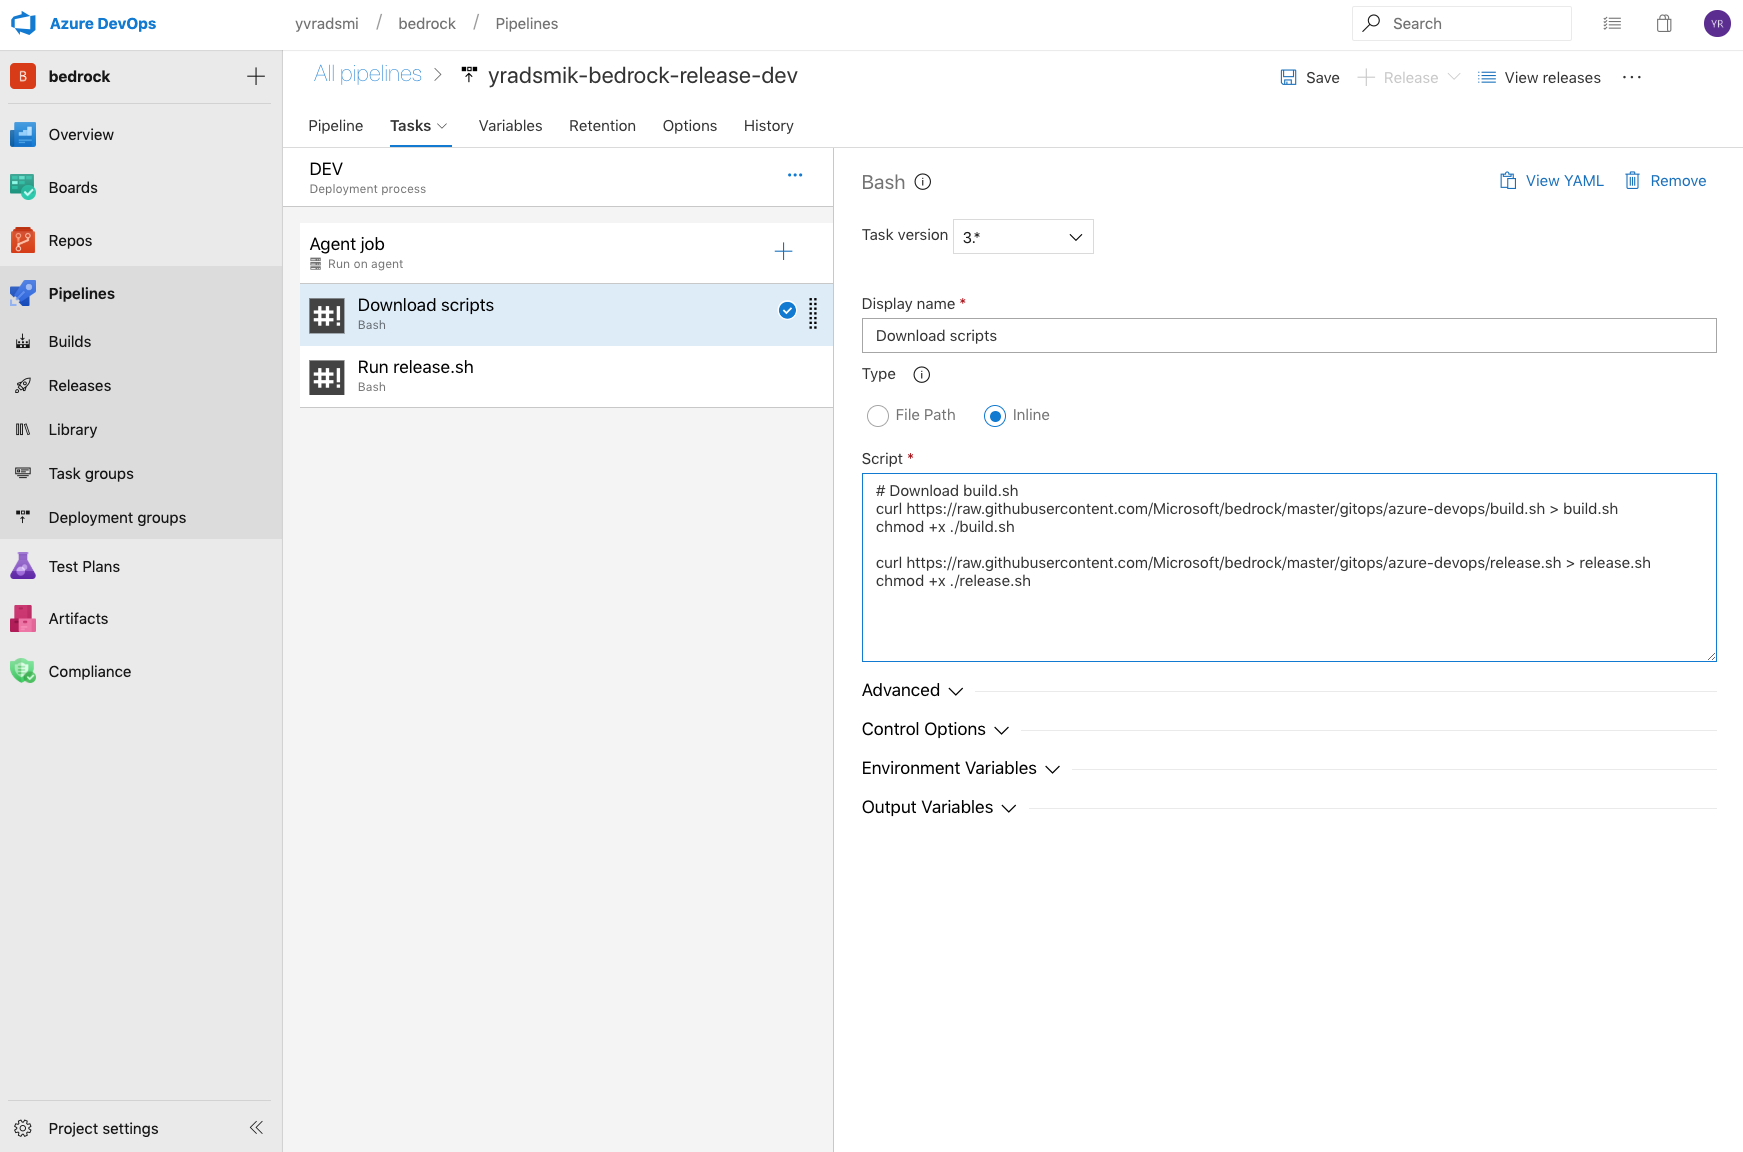 Azure DevOps
yvradsmi / bedrock / Pipelines
Search
YR
B bedrock
Overview
Boards
Repos
Pipelines
Builds
Releases
Library
Task groups
Deployment groups
Test Plans
Artifacts
Compliance
Project settings
All pipelines > yradsmik-bedrock-release-dev
Save
Release
View releases
Pipeline Tasks Variables Retention Options History
DEV
Deployment process
Agent job
Run on agent
#! Download scripts
Bash
#! Run release.sh
Bash
Bash
View YAML
Remove
Task version 3.*
Display name *
Download scripts
Type
File Path Inline
Script *
# Download build.sh
curl https://raw.githubusercontent.com/Microsoft/bedrock/master/gitops/azure-devops/build.sh > build.sh
chmod +x ./build.sh
curl https://raw.githubusercontent.com/Microsoft/bedrock/master/gitops/azure-devops/release.sh > release.sh
chmod +x ./release.sh
Advanced
Control Options
Environment Variables
Output Variables